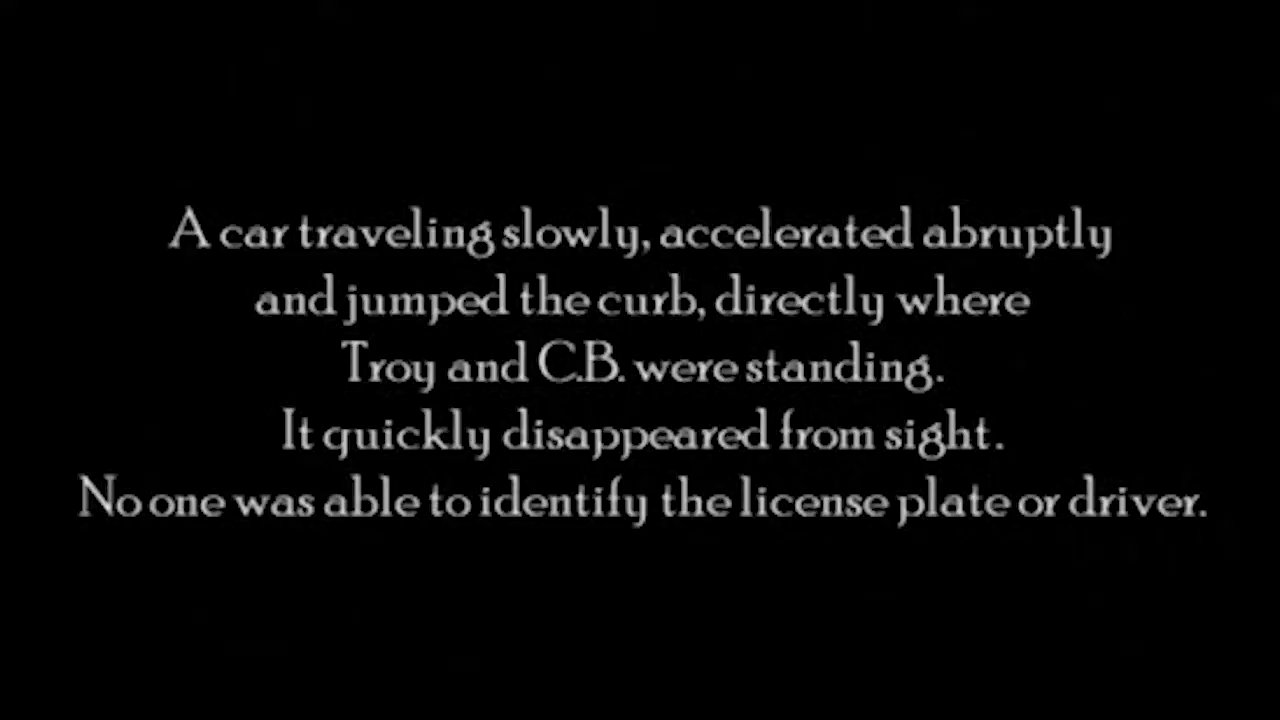 A car traveling slowly, accelerated abruptly
and jumped the curb, directly where
Troy and C.B. were standing.
It quickly disappeared from sight.
No one was able to identify the license plate or driver.